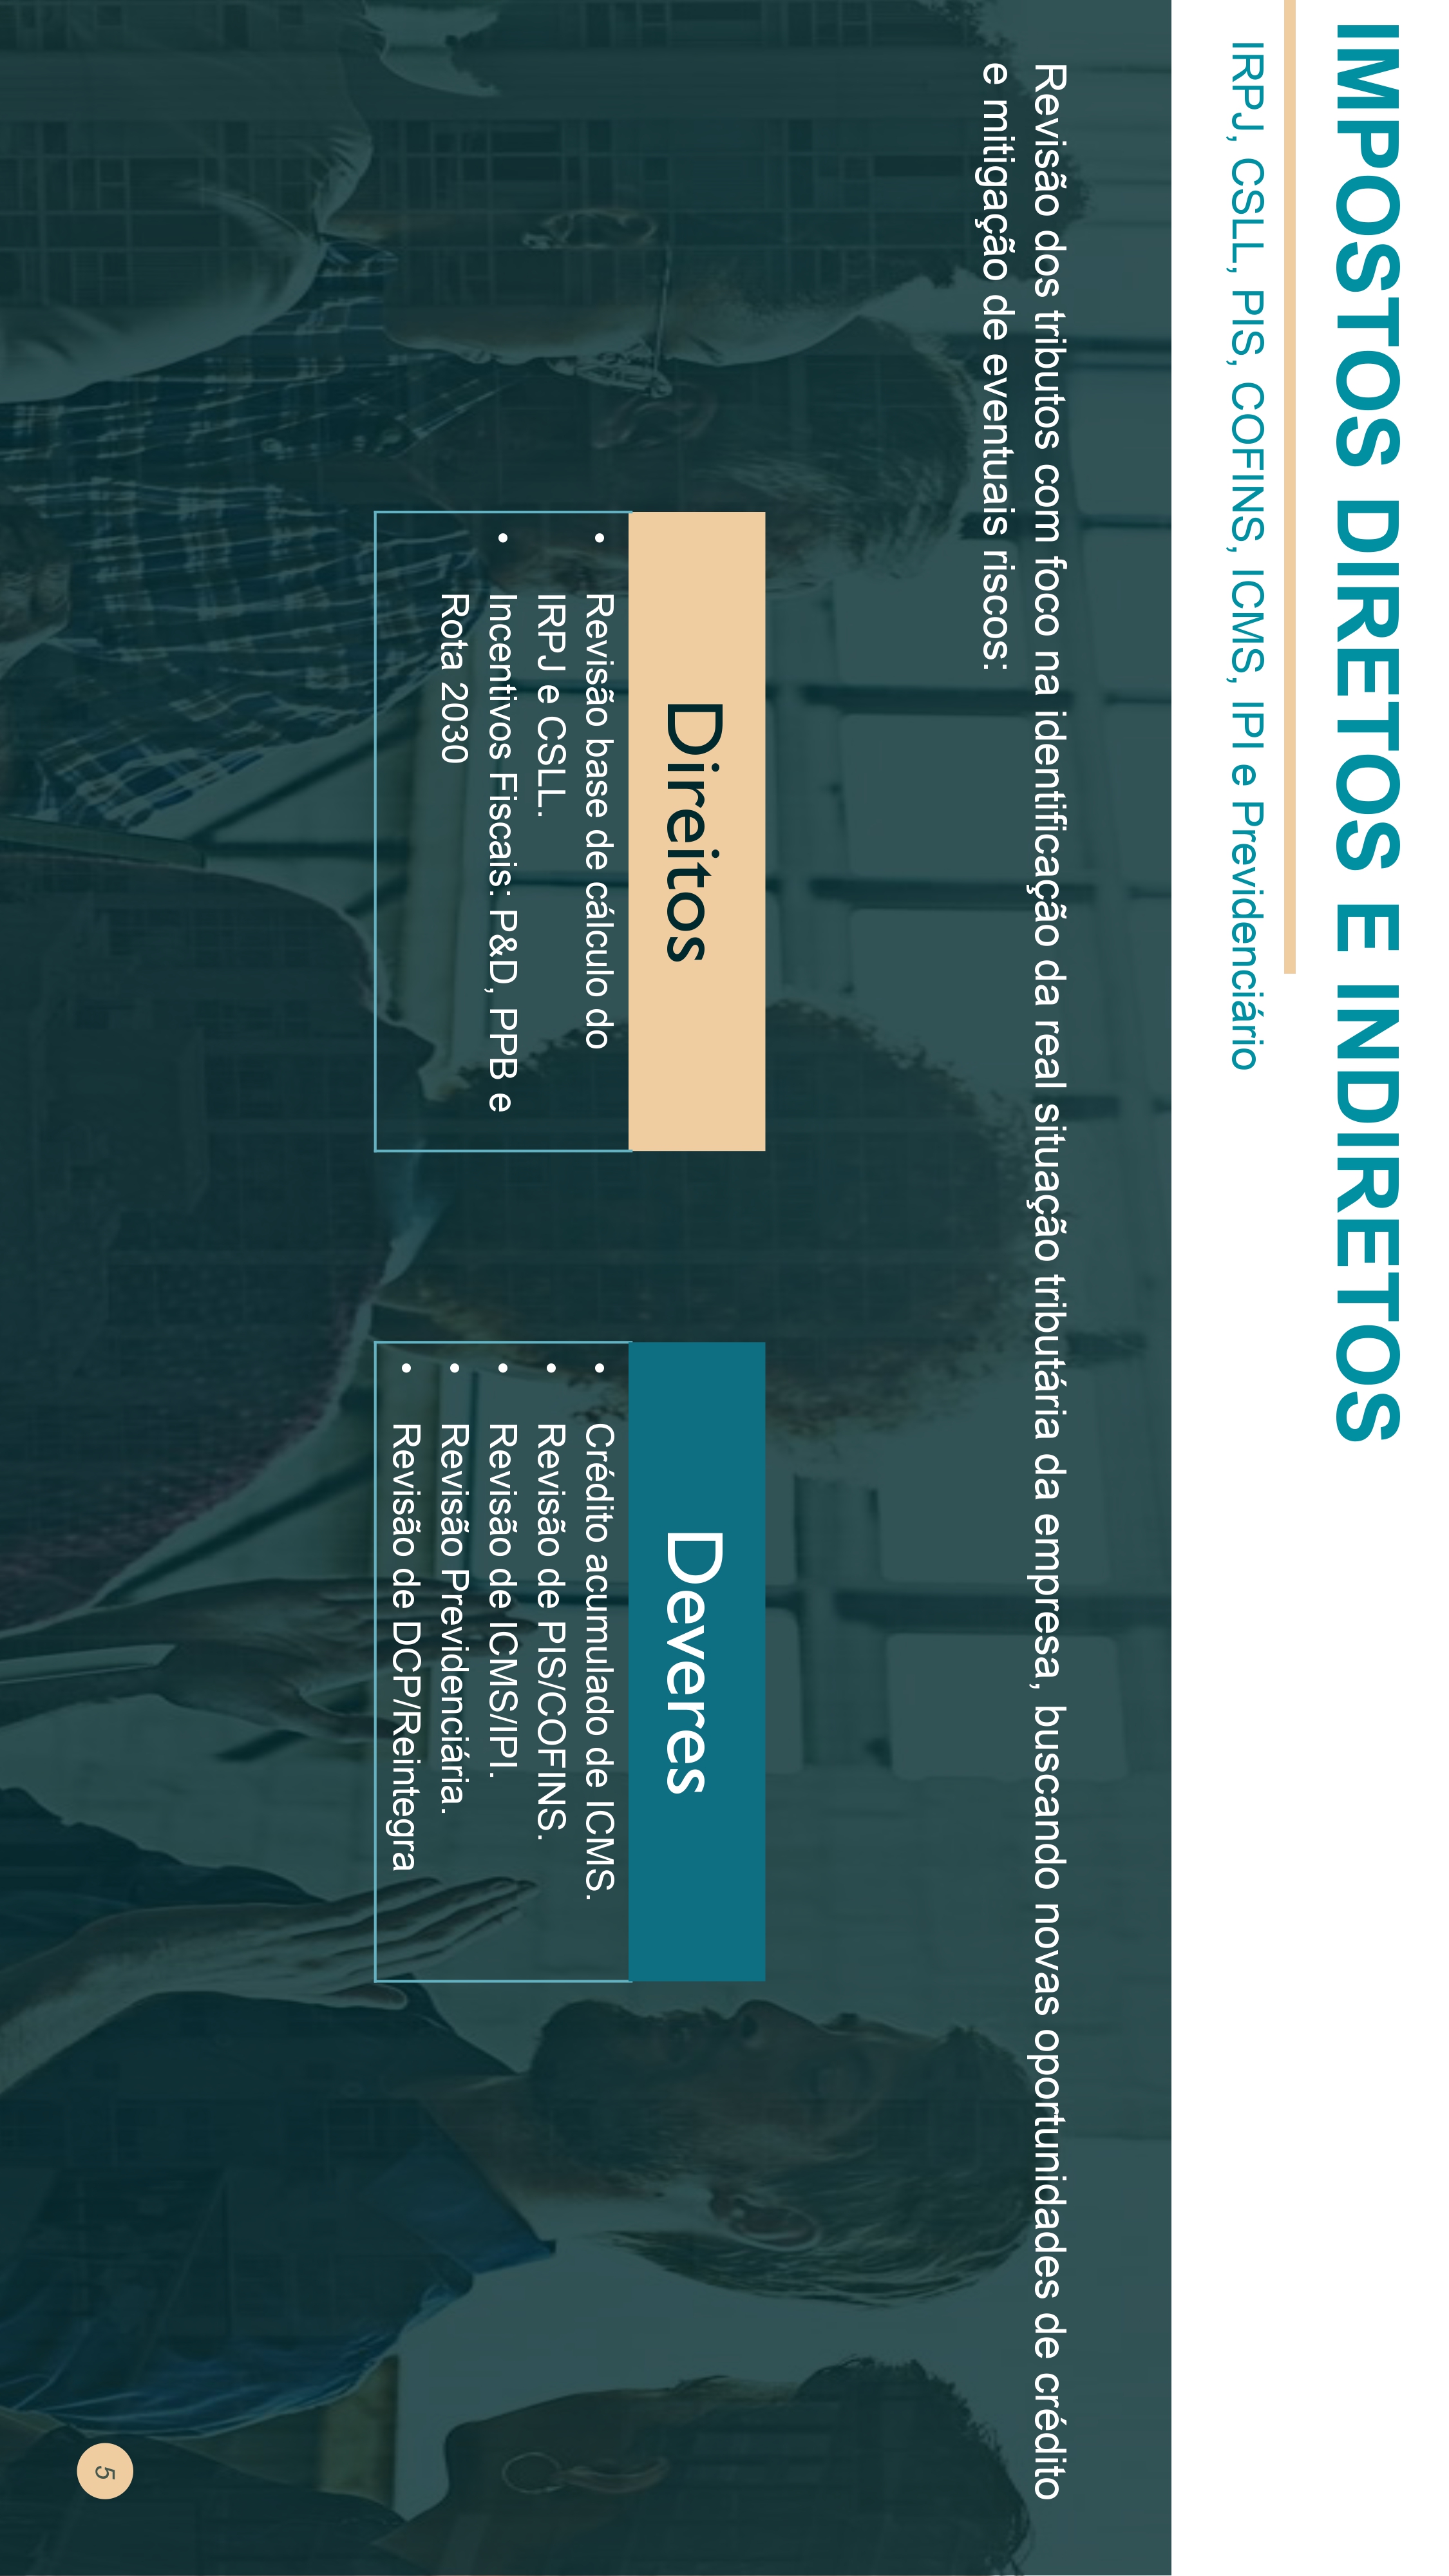 IMPOSTOS DIRETOS E INDIRETOS
IRPJ, CSLL, PIS, COFINS, ICMS, IPI e Previdenciário
Revisão dos tributos com foco na identificação da real situação tributária da empresa, buscando novas oportunidades de crédito
e mitigação de eventuais riscos:
Direitos
• Revisão base de cálculo do
IRPJ e CSLL.
• Incentivos Fiscais: P&D, PPB e
Rota 2030
Deveres
• Crédito acumulado de ICMS.
• Revisão de PIS/COFINS.
• Revisão de ICMS/IPI.
• Revisão Previdenciária.
• Revisão de DCP/Reintegra
5